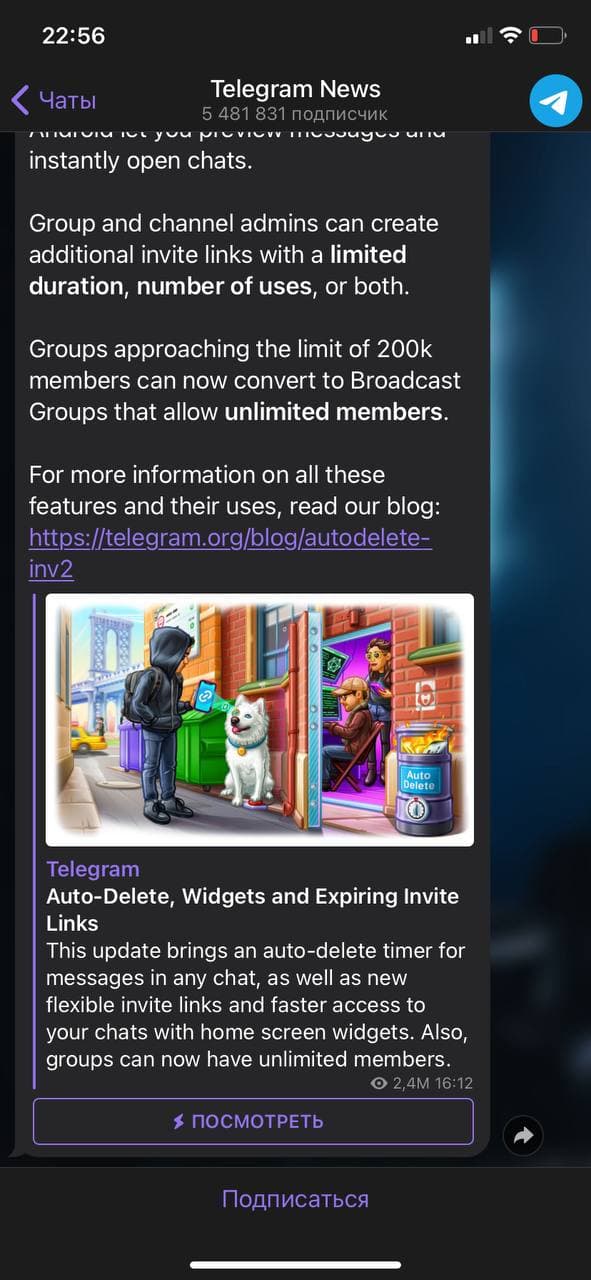 22:56
Чаты
Telegram News
5 481 831 подписчик
Android let you preview messages and
instantly open chats.
Group and channel admins can create
additional invite links with a limited
duration, number of uses, or both.
Groups approaching the limit of 200k
members can now convert to Broadcast
Groups that allow unlimited members.
For more information on all these
features and their uses, read our blog:
https://telegram.org/blog/autodelete-
inv2
Auto
Delete
Telegram
Auto-Delete, Widgets and Expiring Invite
Links
This update brings an auto-delete timer for
messages in any chat, as well as new
flexible invite links and faster access to
your chats with home screen widgets. Also,
groups can now have unlimited members.
2,4M 16:12
ПОСМОТРЕТЬ
Подписаться